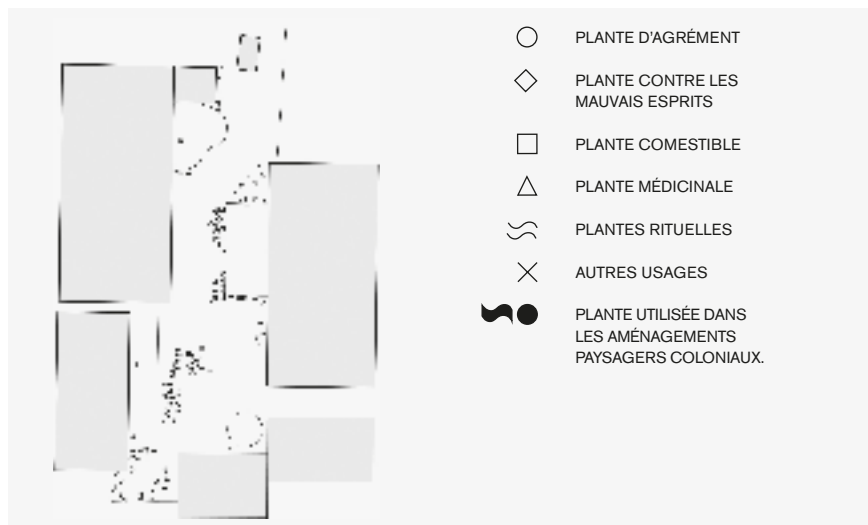 PLANTE D'AGRÉMENT
PLANTE CONTRE LES
MAUVAIS ESPRITS
PLANTE COMESTIBLE
PLANTE MÉDICINALE
PLANTES RITUELLES
AUTRES USAGES
PLANTE UTILISÉE DANS
LES AMÉNAGEMENTS
PAYSAGERS COLONIAUX.